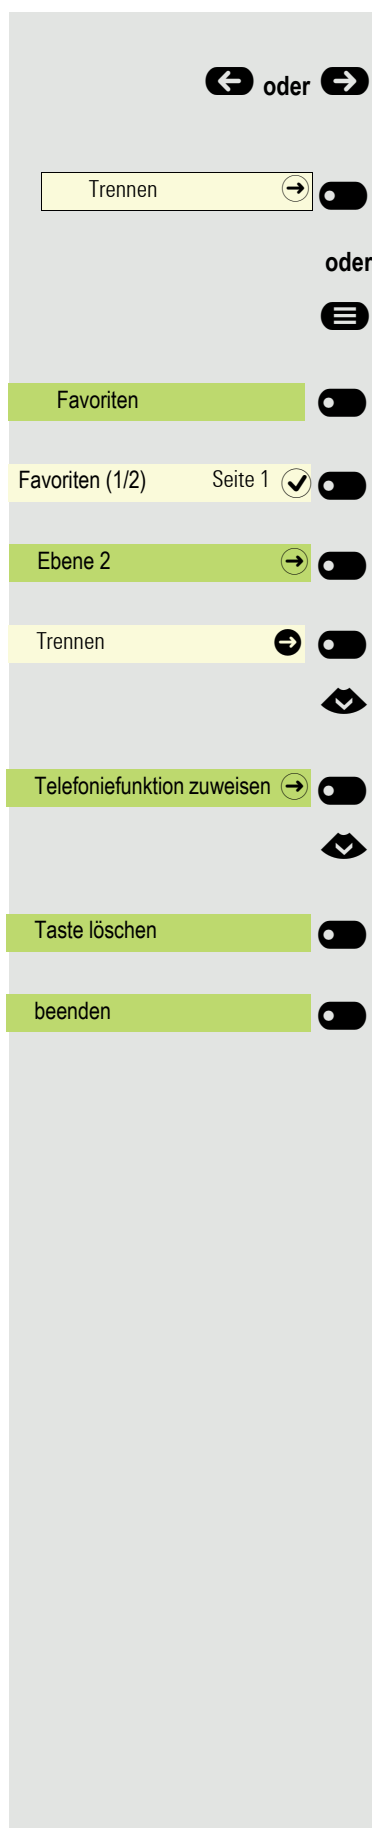 oder
Trennen
oder
Favoriten
Favoriten (1/2) Seite 1
Ebene 2
Trennen
Telefoniefunktion zuweisen
Taste löschen
beenden